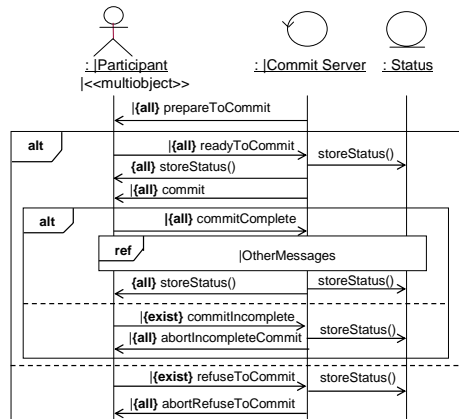 : |Participant : |Commit Server : Status
|<<multiobject>>
|{all} prepareToCommit
alt
|{all} readyToCommit
storeStatus()
{all} storeStatus()
|{all} commit
alt
|{all} commitComplete
ref
|OtherMessages
{all} storeStatus() storeStatus()
|{exist} commitIncomplete
storeStatus()
|{all} abortIncompleteCommit
|{exist} refuseToCommit
storeStatus()
|{all} abortRefuseToCommit